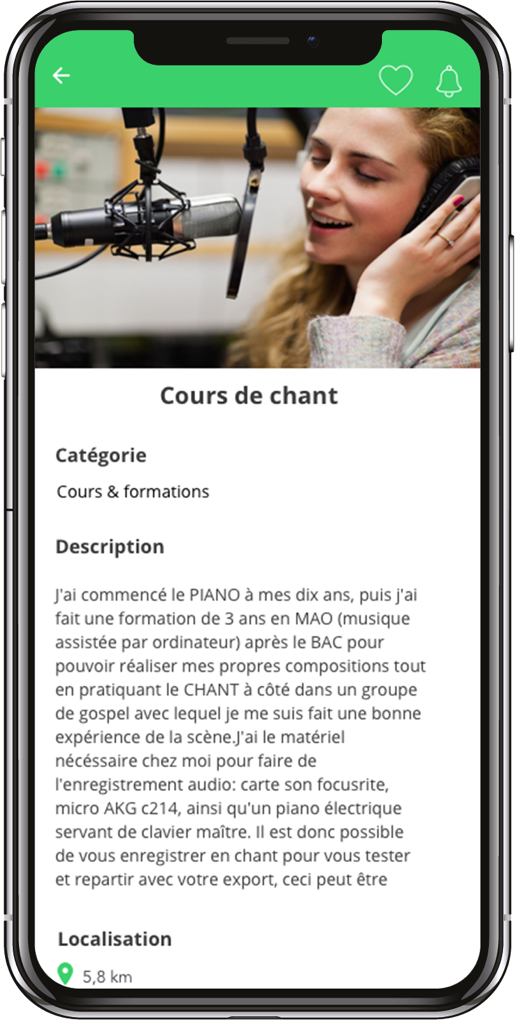 Cours de chant
Catégorie
Cours & formations
Description
J'ai commencé le PIANO à mes dix ans, puis j'ai
fait une formation de 3 ans en MAO (musique
assistée par ordinateur) après le BAC pour
pouvoir réaliser mes propres compositions tout
en pratiquant le CHANT à côté dans un groupe
de gospel avec lequel je me suis fait une bonne
expérience de la scène.J'ai le matériel
nécéssaire chez moi pour faire de
l'enregistrement audio: carte son focusrite,
micro AKG c214, ainsi qu'un piano électrique
servant de clavier maître. Il est donc possible
de vous enregistrer en chant pour vous tester
et repartir avec votre export, ceci peut être
Localisation
5,8 km